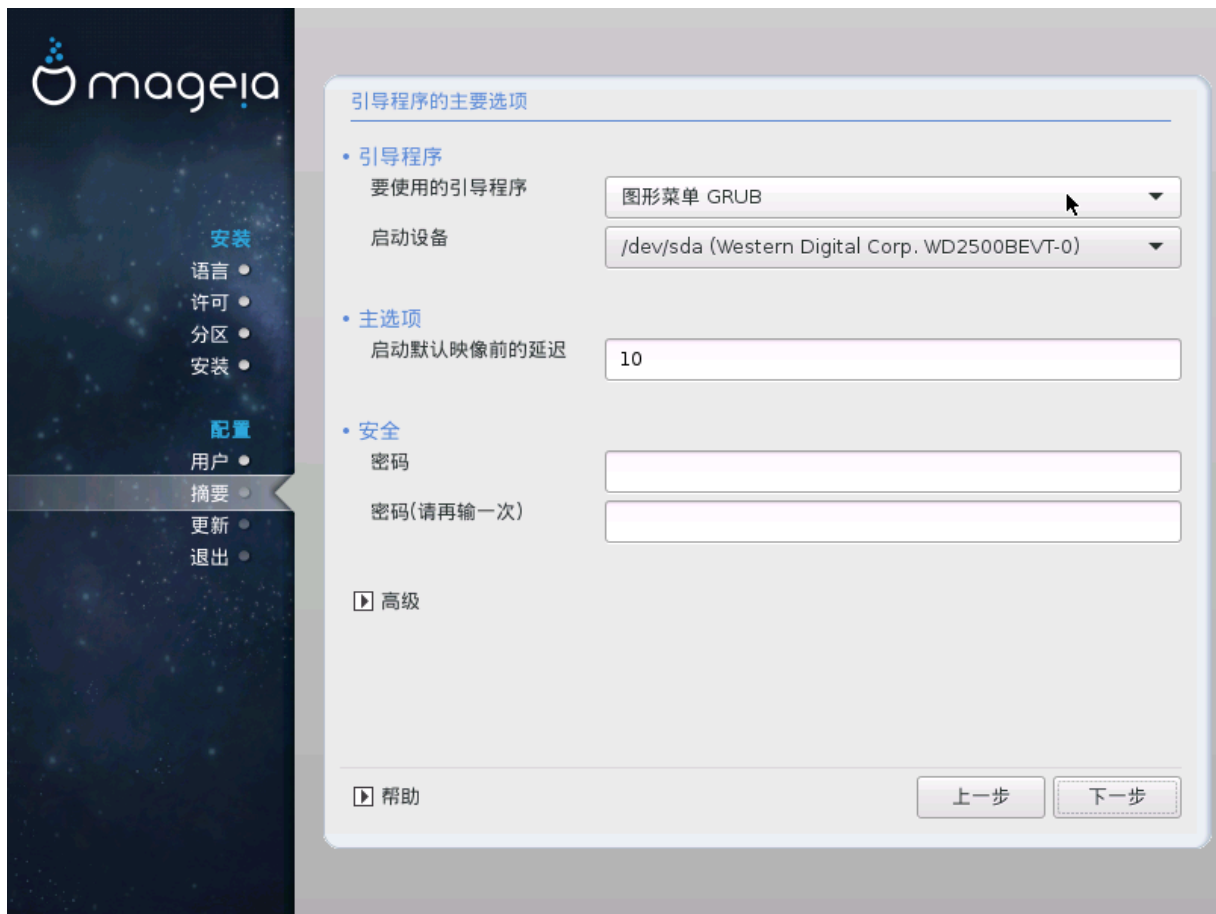 mageia
安装
语言
许可
分区
安装
配置
用户
摘要
更新
退出
引导程序的主要选项
引导程序
要使用的引导程序
图形菜单 GRUB
启动设备
/dev/sda (Western Digital Corp. WD2500BEVT-0)
主选项
启动默认映像前的延迟
10
安全
密码
密码(请再输一次)
高级
帮助
上一步
下一步